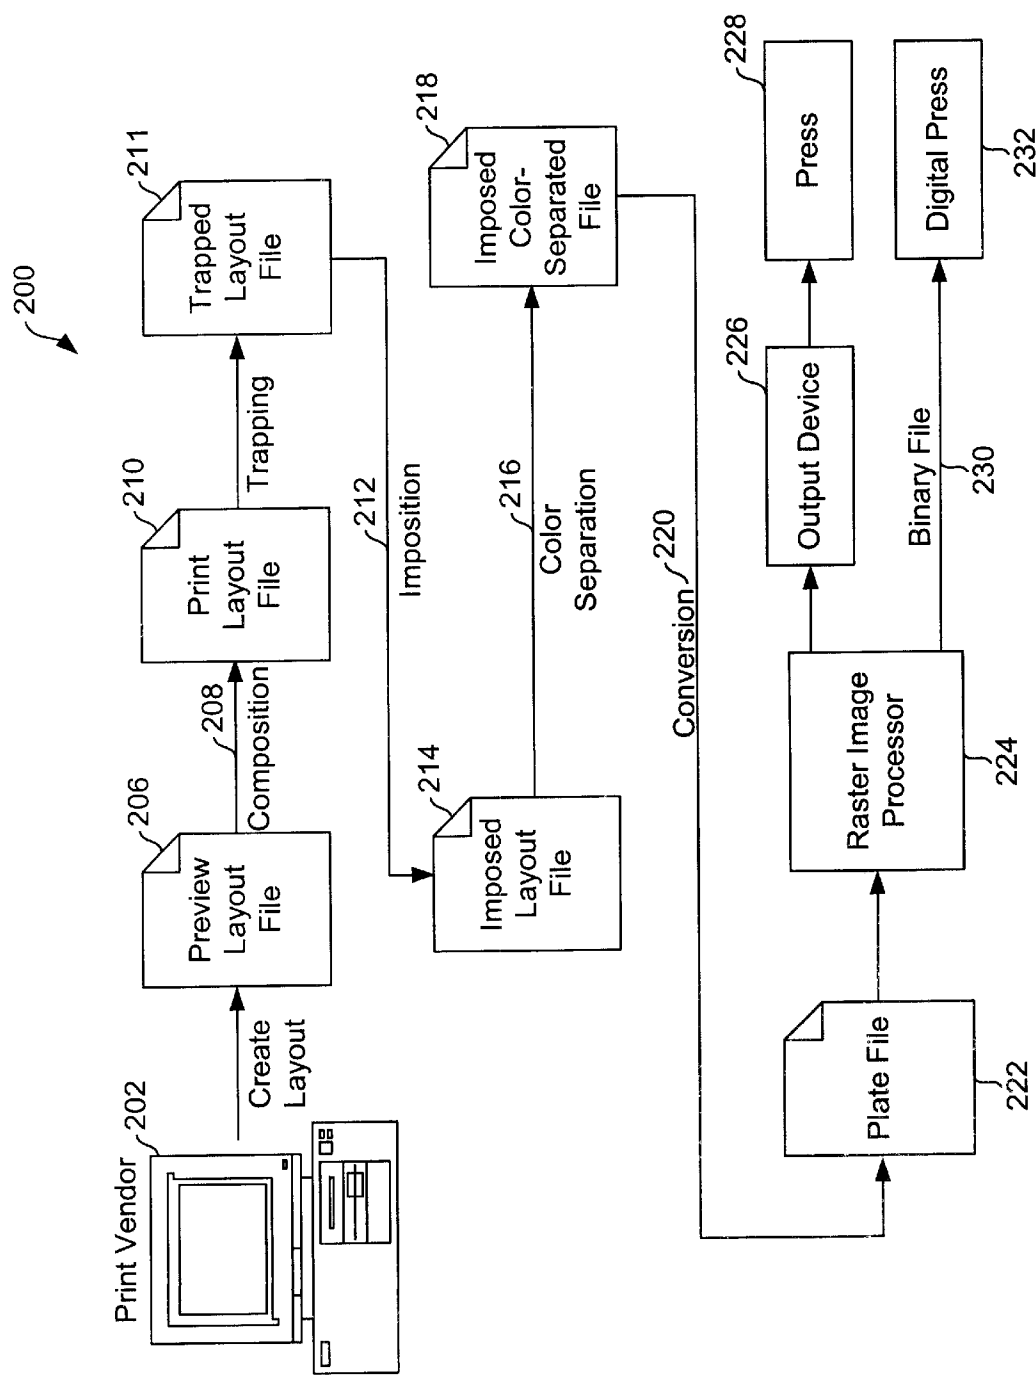 200
Print Vendor
202
Create
Layout
206
Preview
Layout
File
208
Composition
210
Print
Layout
File
Trapping
211
Trapped
Layout
File
212
Imposition
214
Imposed
Layout
File
216
Color
Separation
218
Imposed
Color-
Separated
File
Conversion
220
Plate File
222
Raster Image
Processor
224
Output Device
226
Press
228
Binary File
230
Digital Press
232